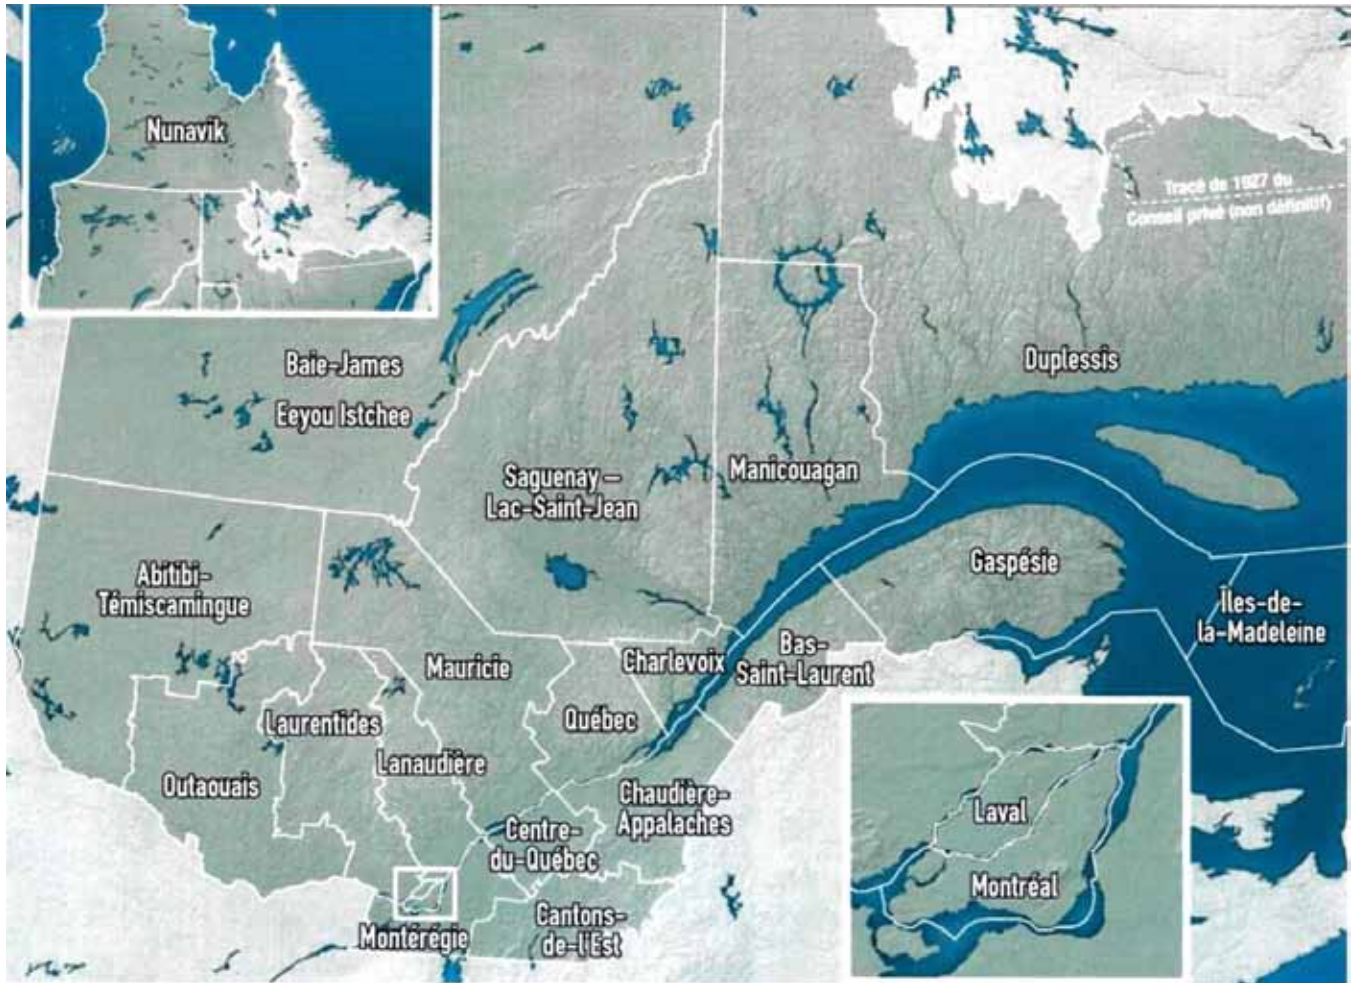 Nunavik
Tracé de 1927 du
Conseil privé (non définitif)
Baie-James
Eeyou Istchee
Duplessis
Saguenay –
Lac-Saint-Jean
Manicouagan
Abitibi-
Témiscamingue
Gaspésie
Îles-de-
la-Madeleine
Mauricie
Charlevoix
Bas-
Saint-Laurent
Laurentides
Québec
Lanaudière
Outaouais
Chaudière-
Appalaches
Centre-
du-Québec
Laval
Montréal
Cantons-
de-l'Est
Montérégie